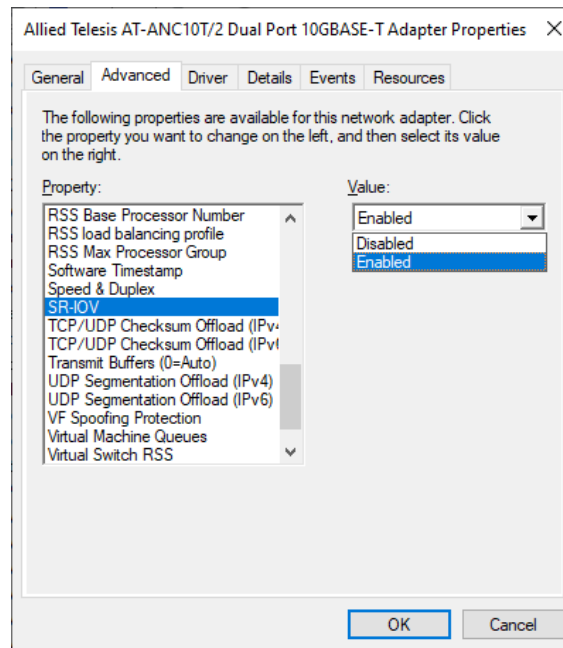 Allied Telesis AT-ANC10T/2 Dual Port 10GBASE-T Adapter Properties
General Advanced Driver Details Events Resources
The following properties are available for this network adapter. Click
the property you want to change on the left, and then select its value
on the right.
Property:
RSS Base Processor Number
RSS load balancing profile
RSS Max Processor Group
Software Timestamp
Speed & Duplex
SR-IOV
TCP/UDP Checksum Offload (IPv4
TCP/UDP Checksum Offload (IPv6
Transmit Buffers (0=Auto)
UDP Segmentation Offload (IPv4)
UDP Segmentation Offload (IPv6)
VF Spoofing Protection
Virtual Machine Queues
Virtual Switch RSS
Value:
Enabled
Disabled
Enabled
OK Cancel